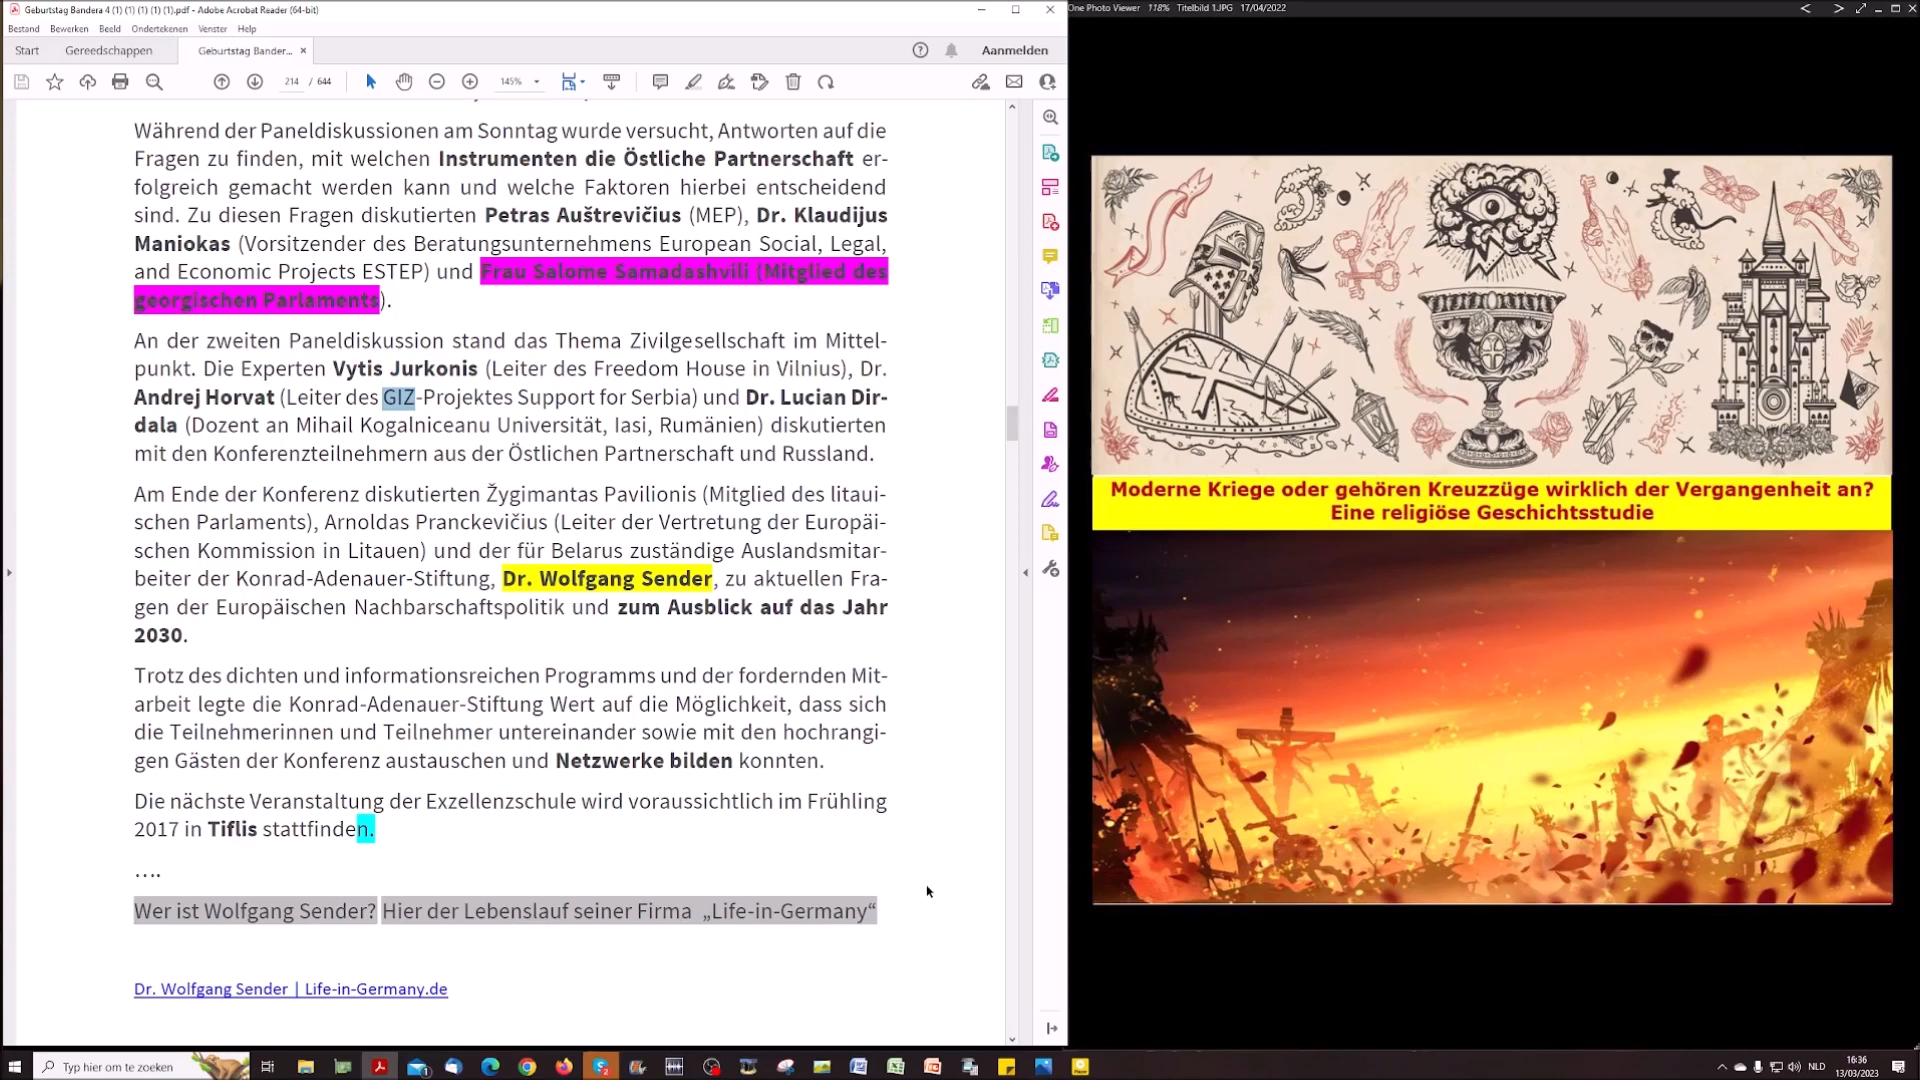 Geburtstag Bandera 4 (1) (1) (1) (1) (1).pdf - Adobe Acrobat Reader (64-bit)
Bestand Bewerken Beeld Ondertekenen Venster Help
Start Gereedschappen Geburtstag Bander... × Aanmelden
214 / 644 145%
Während der Paneldiskussionen am Sonntag wurde versucht, Antworten auf die
Fragen zu finden, mit welchen Instrumenten die Östliche Partnerschaft er-
folgreich gemacht werden kann und welche Faktoren hierbei entscheidend
sind. Zu diesen Fragen diskutierten Petras Auštrevičius (MEP), Dr. Klaudijus
Maniokas (Vorsitzender des Beratungsunternehmens European Social, Legal,
and Economic Projects ESTEP) und Frau Salome Samadashvili (Mitglied des
georgischen Parlaments).
An der zweiten Paneldiskussion stand das Thema Zivilgesellschaft im Mittel-
punkt. Die Experten Vytis Jurkonis (Leiter des Freedom House in Vilnius), Dr.
Andrej Horvat (Leiter des GIZ-Projektes Support for Serbia) und Dr. Lucian Dir-
dala (Dozent an Mihail Kogalniceanu Universität, Iasi, Rumänien) diskutierten
mit den Konferenzteilnehmern aus der Östlichen Partnerschaft und Russland.
Am Ende der Konferenz diskutierten Žygimantas Pavilionis (Mitglied des litaui-
schen Parlaments), Arnoldas Pranckevičius (Leiter der Vertretung der Europäi-
schen Kommission in Litauen) und der für Belarus zuständige Auslandsmitar-
beiter der Konrad-Adenauer-Stiftung, Dr. Wolfgang Sender, zu aktuellen Fra-
gen der Europäischen Nachbarschaftspolitik und zum Ausblick auf das Jahr
2030.
Trotz des dichten und informationsreichen Programms und der fordernden Mit-
arbeit legte die Konrad-Adenauer-Stiftung Wert auf die Möglichkeit, dass sich
die Teilnehmerinnen und Teilnehmer untereinander sowie mit den hochrangi-
gen Gästen der Konferenz austauschen und Netzwerke bilden konnten.
Die nächste Veranstaltung der Exzellenzschule wird voraussichtlich im Frühling
2017 in Tiflis stattfinden.
....
Wer ist Wolfgang Sender? Hier der Lebenslauf seiner Firma „Life-in-Germany“
Dr. Wolfgang Sender | Life-in-Germany.de
One Photo Viewer 118% Titelbild 1.JPG 17/04/2022
Moderne Kriege oder gehören Kreuzzüge wirklich der Vergangenheit an?
Eine religiöse Geschichtsstudie
Typ hier om te zoeken
NLD
16:36
13/03/2023